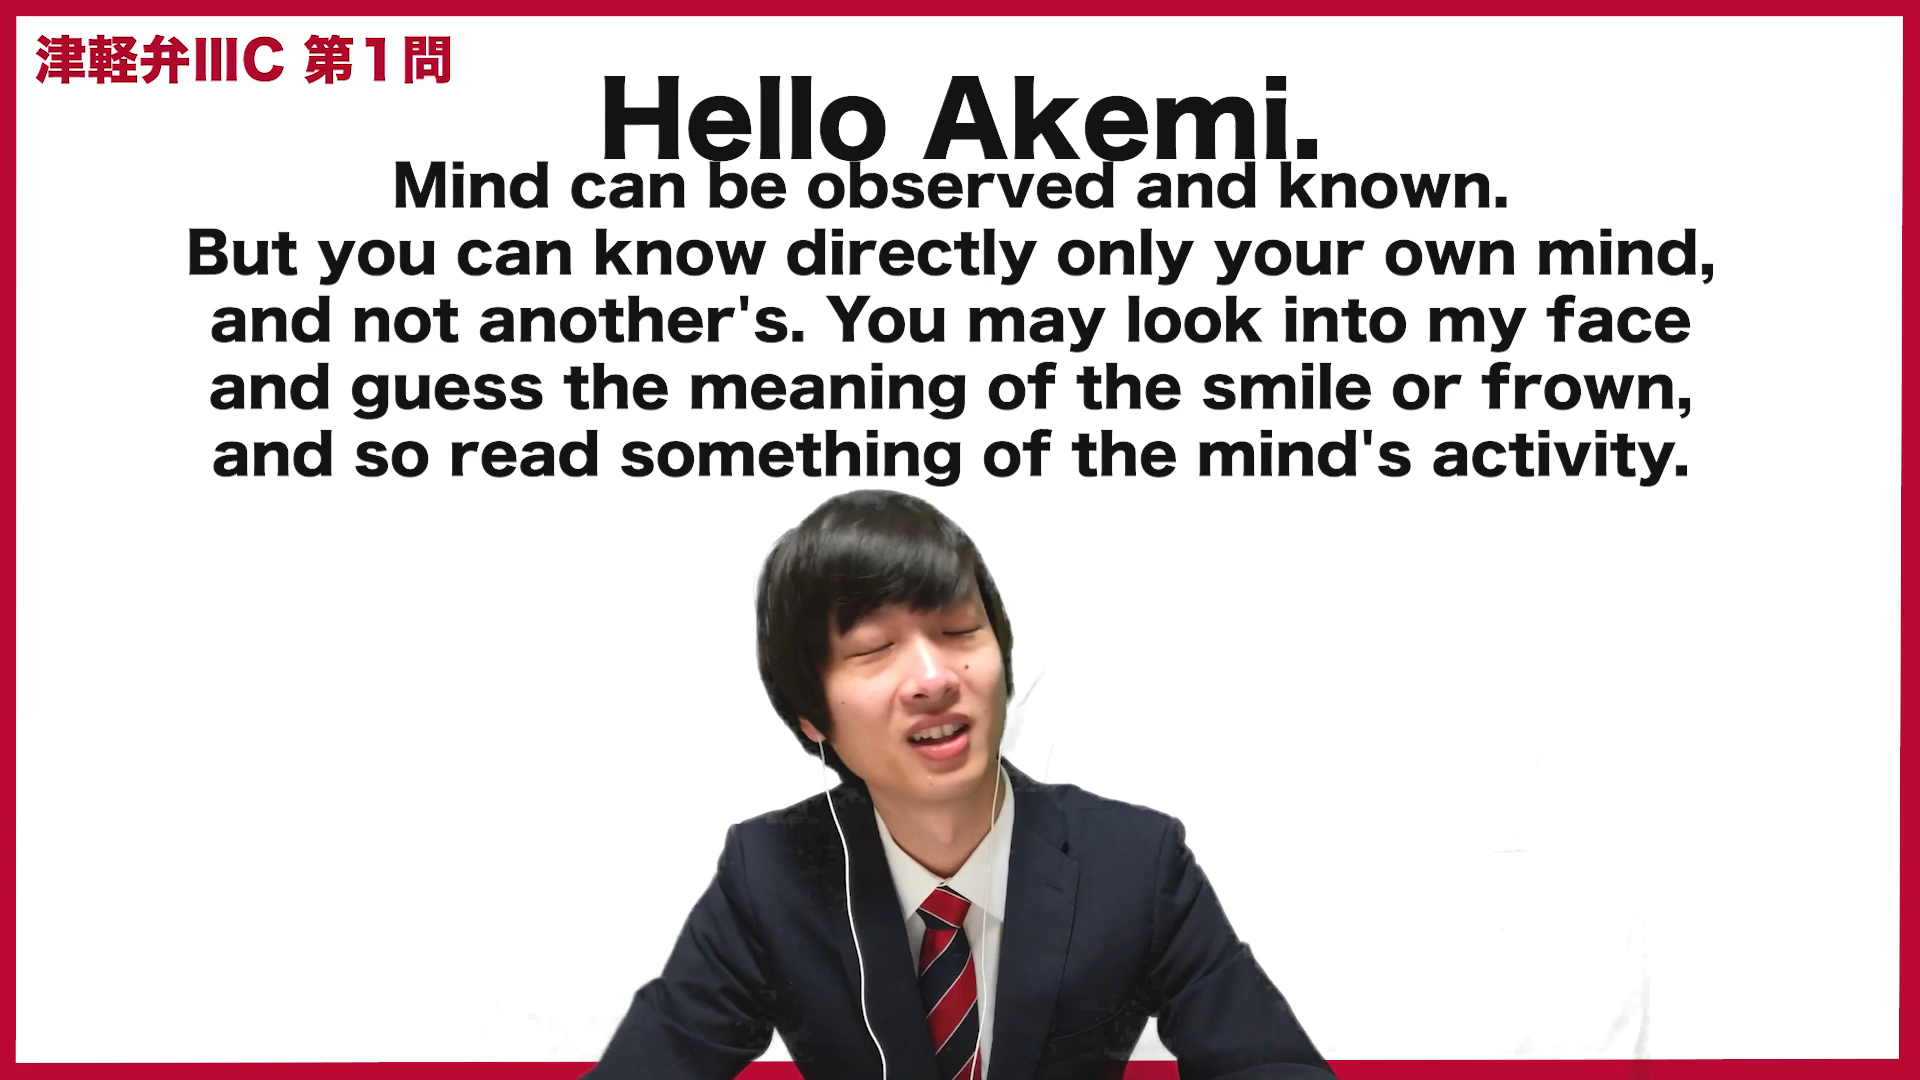 津軽弁IIIC 第1問
Hello Akemi.
Mind can be observed and known.
But you can know directly only your own mind,
and not another's. You may look into my face
and guess the meaning of the smile or frown,
and so read something of the mind's activity.